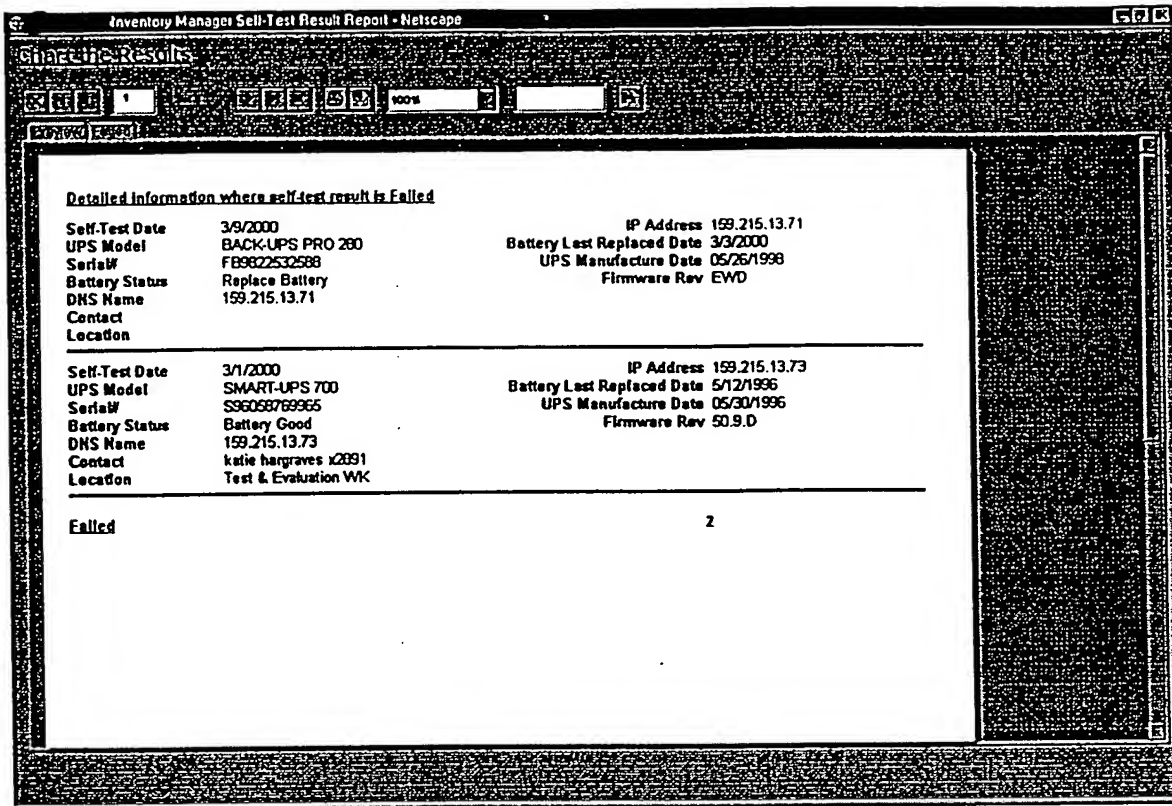 Inventory Manager Self-Test Result Report - Netscape
Chart the Results
1
100%
Preview Failed
Detailed Information where self-test result is Failed
Self-Test Date 3/9/2000 IP Address 159.215.13.71
UPS Model BACK-UPS PRO 280 Battery Last Replaced Date 3/3/2000
Serial# FB9822532588 UPS Manufacture Date 05/26/1998
Battery Status Replace Battery Firmware Rev EWD
DNS Name 159.215.13.71
Contact
Location
Self-Test Date 3/1/2000 IP Address 159.215.13.73
UPS Model SMART-UPS 700 Battery Last Replaced Date 5/12/1996
Serial# S96058769965 UPS Manufacture Date 05/30/1996
Battery Status Battery Good Firmware Rev 50.9.D
DNS Name 159.215.13.73
Contact katie hargraves x2891
Location Test & Evaluation WK
Failed 2